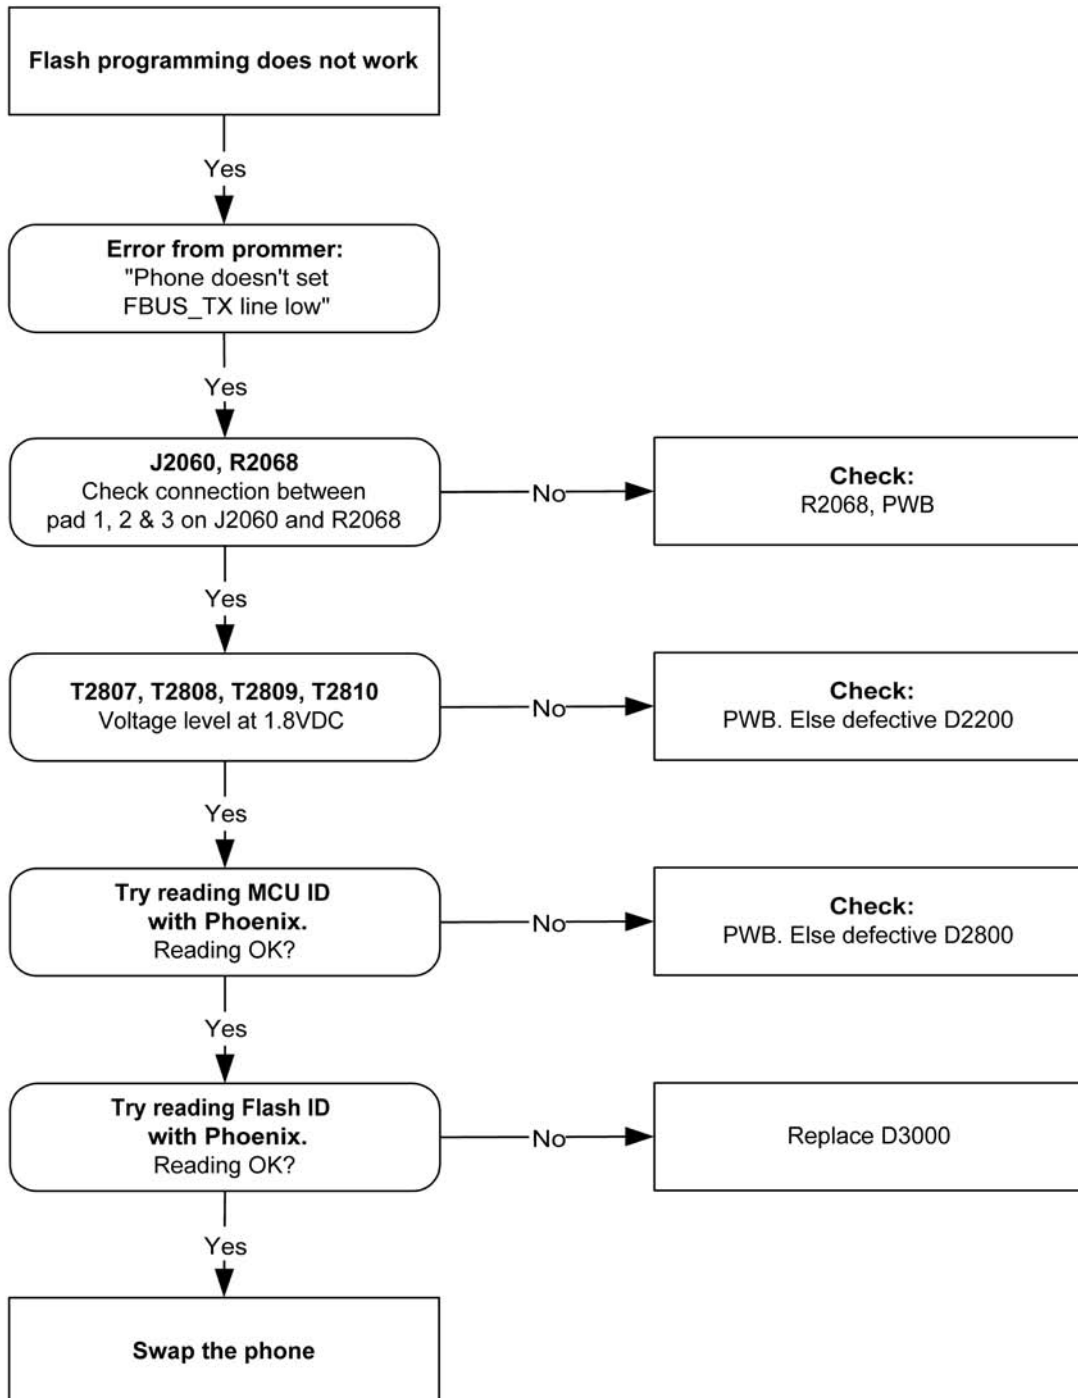 Flash programming does not work
Yes
Error from prommer:
"Phone doesn't set
FBUS_TX line low"
Yes
J2060, R2068
Check connection between
pad 1, 2 & 3 on J2060 and R2068
No
Check:
R2068, PWB
Yes
T2807, T2808, T2809, T2810
Voltage level at 1.8VDC
No
Check:
PWB. Else defective D2200
Yes
Try reading MCU ID
with Phoenix.
Reading OK?
No
Check:
PWB. Else defective D2800
Yes
Try reading Flash ID
with Phoenix.
Reading OK?
No
Replace D3000
Yes
Swap the phone